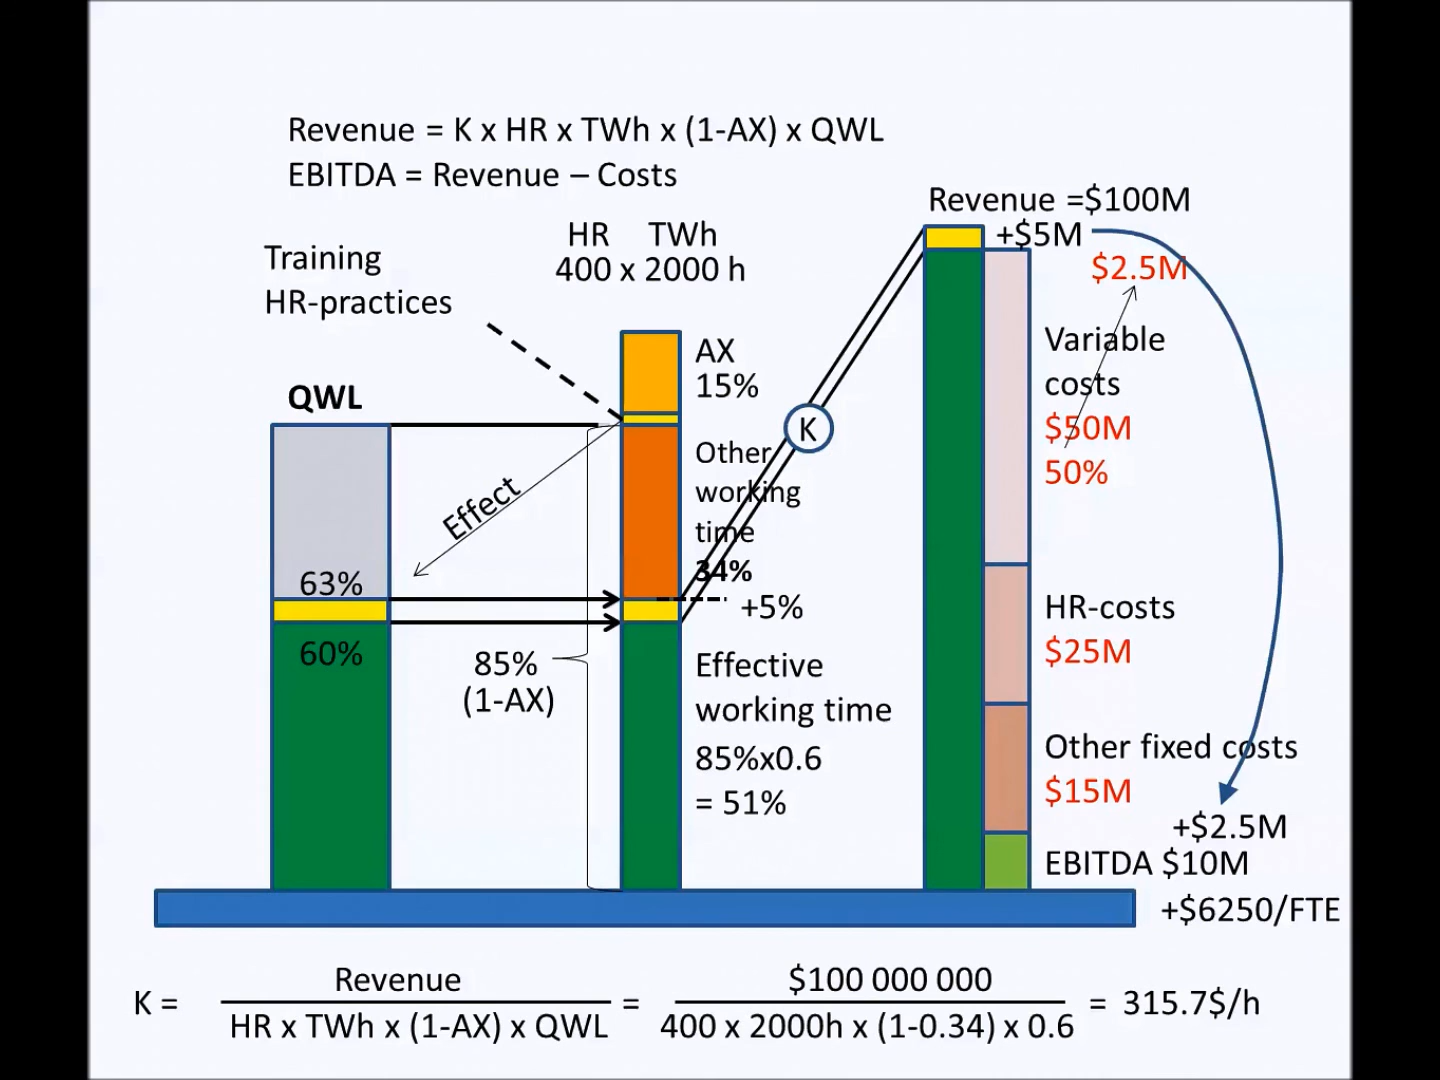 Revenue = K x HR x TWh x (1-AX) x QWL
EBITDA = Revenue – Costs
Revenue =$100M
+$5M
$2.5M
HR TWh
400 x 2000 h
Training
HR-practices
AX
15%
QWL
K
Variable
costs
$50M
50%
Other
working
time
34%
Effect
63%
+5%
60%
85%
(1-AX)
Effective
working time
85%x0.6
= 51%
HR-costs
$25M
Other fixed costs
$15M
+$2.5M
EBITDA $10M
+$6250/FTE
K = Revenue = $100 000 000 = 315.7$/h
HR x TWh x (1-AX) x QWL 400 x 2000h x (1-0.34) x 0.6